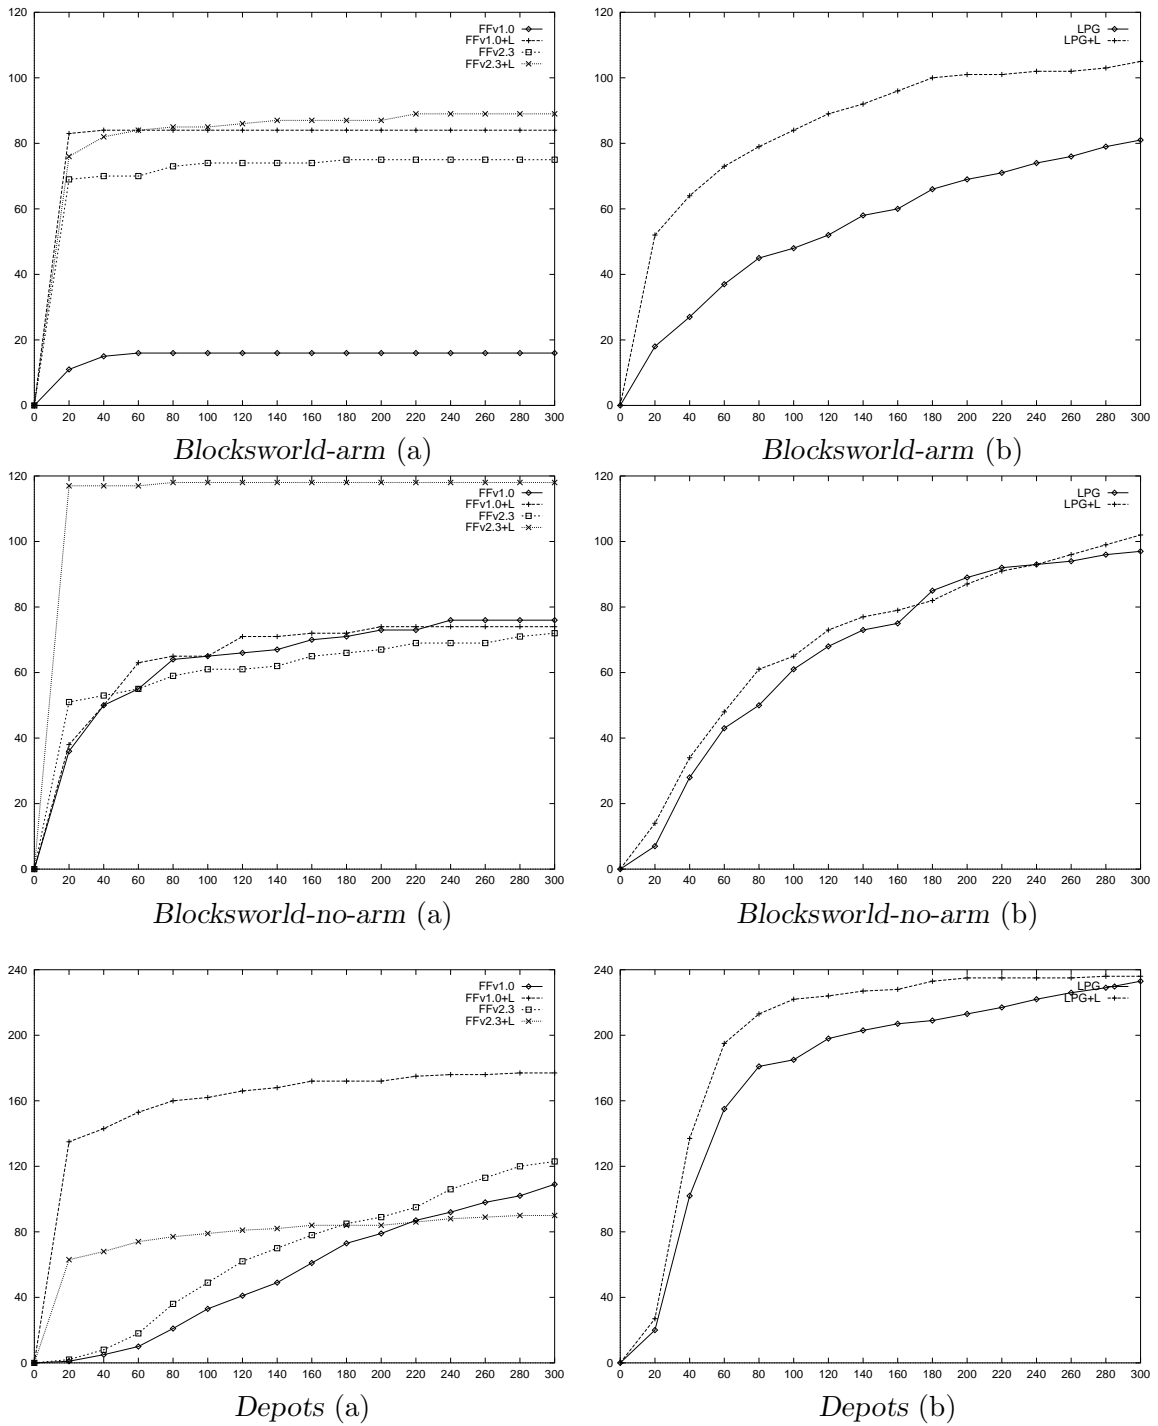 120
100
80
60
40
20
0
FFv1.0
FFv1.0+L
FFv2.3
FFv2.3+L
0 20 40 60 80 100 120 140 160 180 200 220 240 260 280 300
Blocksworld-arm (a)
120
100
80
60
40
20
0
LPG
LPG+L
0 20 40 60 80 100 120 140 160 180 200 220 240 260 280 300
Blocksworld-arm (b)
120
100
80
60
40
20
0
FFv1.0
FFv1.0+L
FFv2.3
FFv2.3+L
0 20 40 60 80 100 120 140 160 180 200 220 240 260 280 300
Blocksworld-no-arm (a)
120
100
80
60
40
20
0
LPG
LPG+L
0 20 40 60 80 100 120 140 160 180 200 220 240 260 280 300
Blocksworld-no-arm (b)
240
200
160
120
80
40
0
FFv1.0
FFv1.0+L
FFv2.3
FFv2.3+L
0 20 40 60 80 100 120 140 160 180 200 220 240 260 280 300
Depots (a)
240
200
160
120
80
40
0
LPG
LPG+L
0 20 40 60 80 100 120 140 160 180 200 220 240 260 280 300
Depots (b)